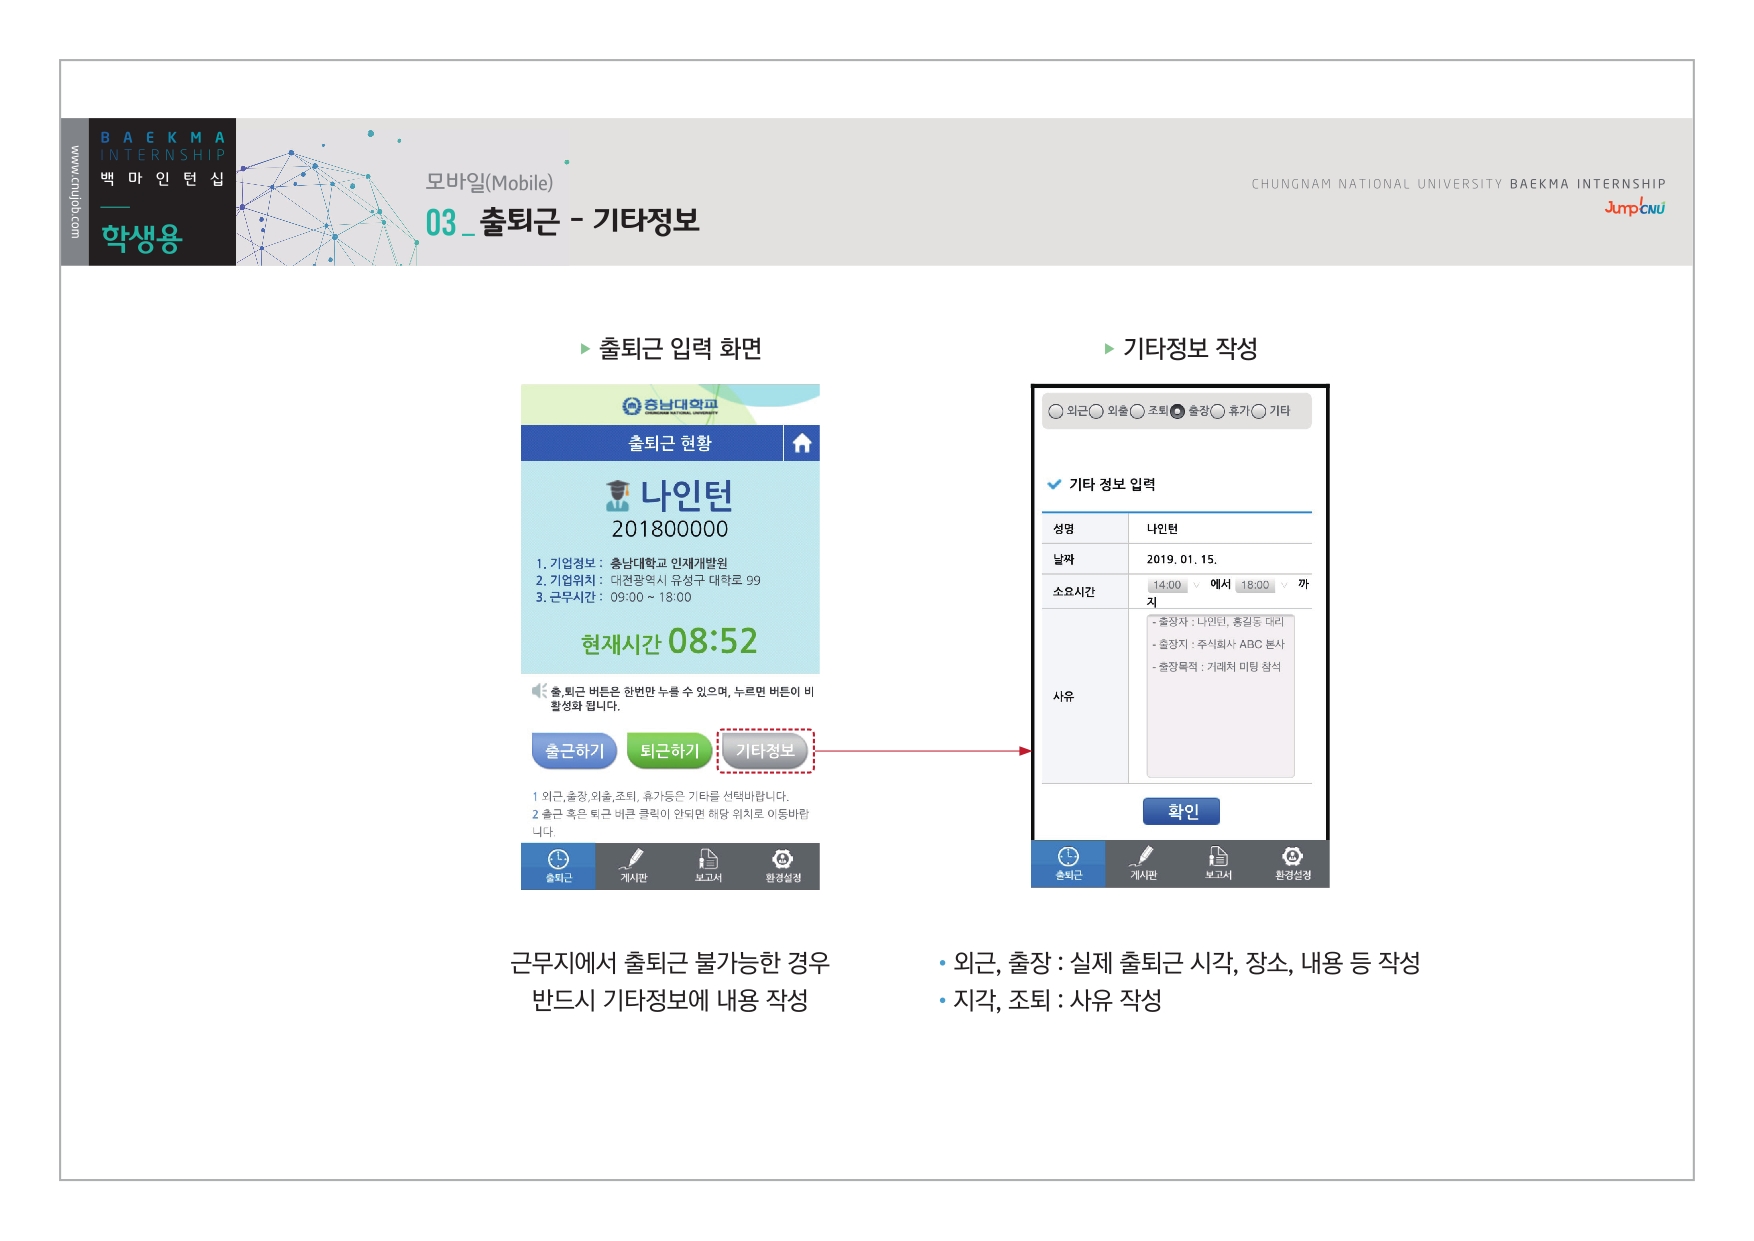 www.cnujob.com
BAEKMA
INTERNSHIP
백마인턴십
학생용
모바일(Mobile)
03_출퇴근 - 기타정보
CHUNGNAM NATIONAL UNIVERSITY BAEKMA INTERNSHIP
Jump!CNU
출퇴근 입력 화면
충남대학교
CHUNGNAM NATIONAL UNIVERSITY
출퇴근 현황
나인턴
201800000
1. 기업정보 : 충남대학교 인재개발원
2. 기업위치 : 대전광역시 유성구 대학로 99
3. 근무시간 : 09:00 ~ 18:00
현재시간 08:52
출,퇴근 버튼은 한번만 누를 수 있으며, 누르면 버튼이 비
활성화 됩니다.
출근하기 퇴근하기 기타정보
1 외근,출장,외출,조퇴, 휴가등은 기타를 선택바랍니다.
2 출근 혹은 퇴근 버튼 클릭이 안되면 해당 위치로 이동바랍
니다.
출퇴근 게시판 보고서 환경설정
근무지에서 출퇴근 불가능한 경우
반드시 기타정보에 내용 작성
기타정보 작성
외근 외출 조퇴 출장 휴가 기타
기타 정보 입력
성명 나인턴
날짜 2019. 01. 15.
소요시간 14:00 에서 18:00 까
지
사유
- 출장자 : 나인턴, 홍길동 대리
- 출장지 : 주식회사 ABC 본사
- 출장목적 : 거래처 미팅 참석
확인
출퇴근 게시판 보고서 환경설정
• 외근, 출장 : 실제 출퇴근 시각, 장소, 내용 등 작성
• 지각, 조퇴 : 사유 작성